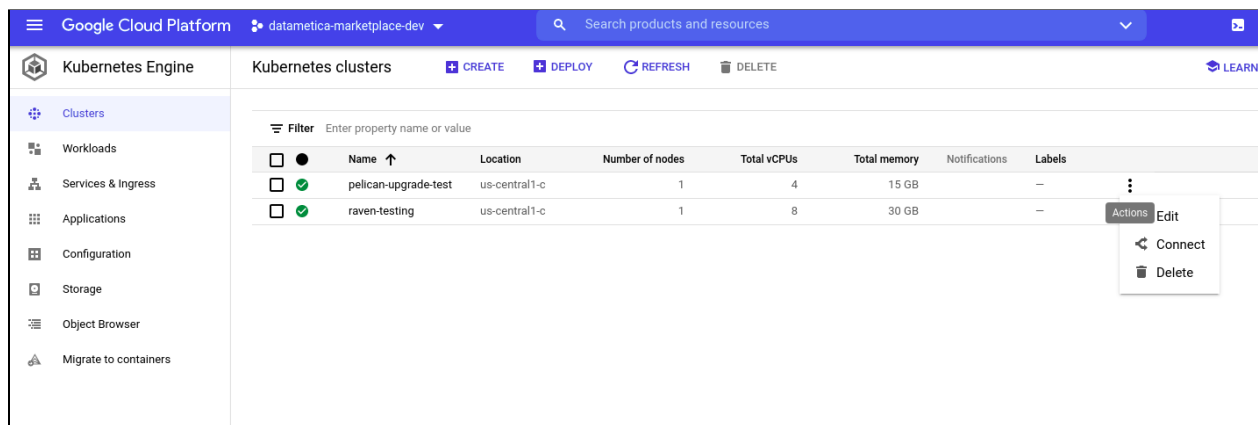 Google Cloud Platform datametica-marketplace-dev Search products and resources
Kubernetes Engine Kubernetes clusters CREATE DEPLOY REFRESH DELETE LEARN
Clusters
Workloads
Services & Ingress
Applications
Configuration
Storage
Object Browser
Migrate to containers
Filter Enter property name or value
Name Location Number of nodes Total vCPUs Total memory Notifications Labels
pelican-upgrade-test us-central1-c 1 4 15 GB —
raven-testing us-central1-c 1 8 30 GB —
Actions Edit
Connect
Delete